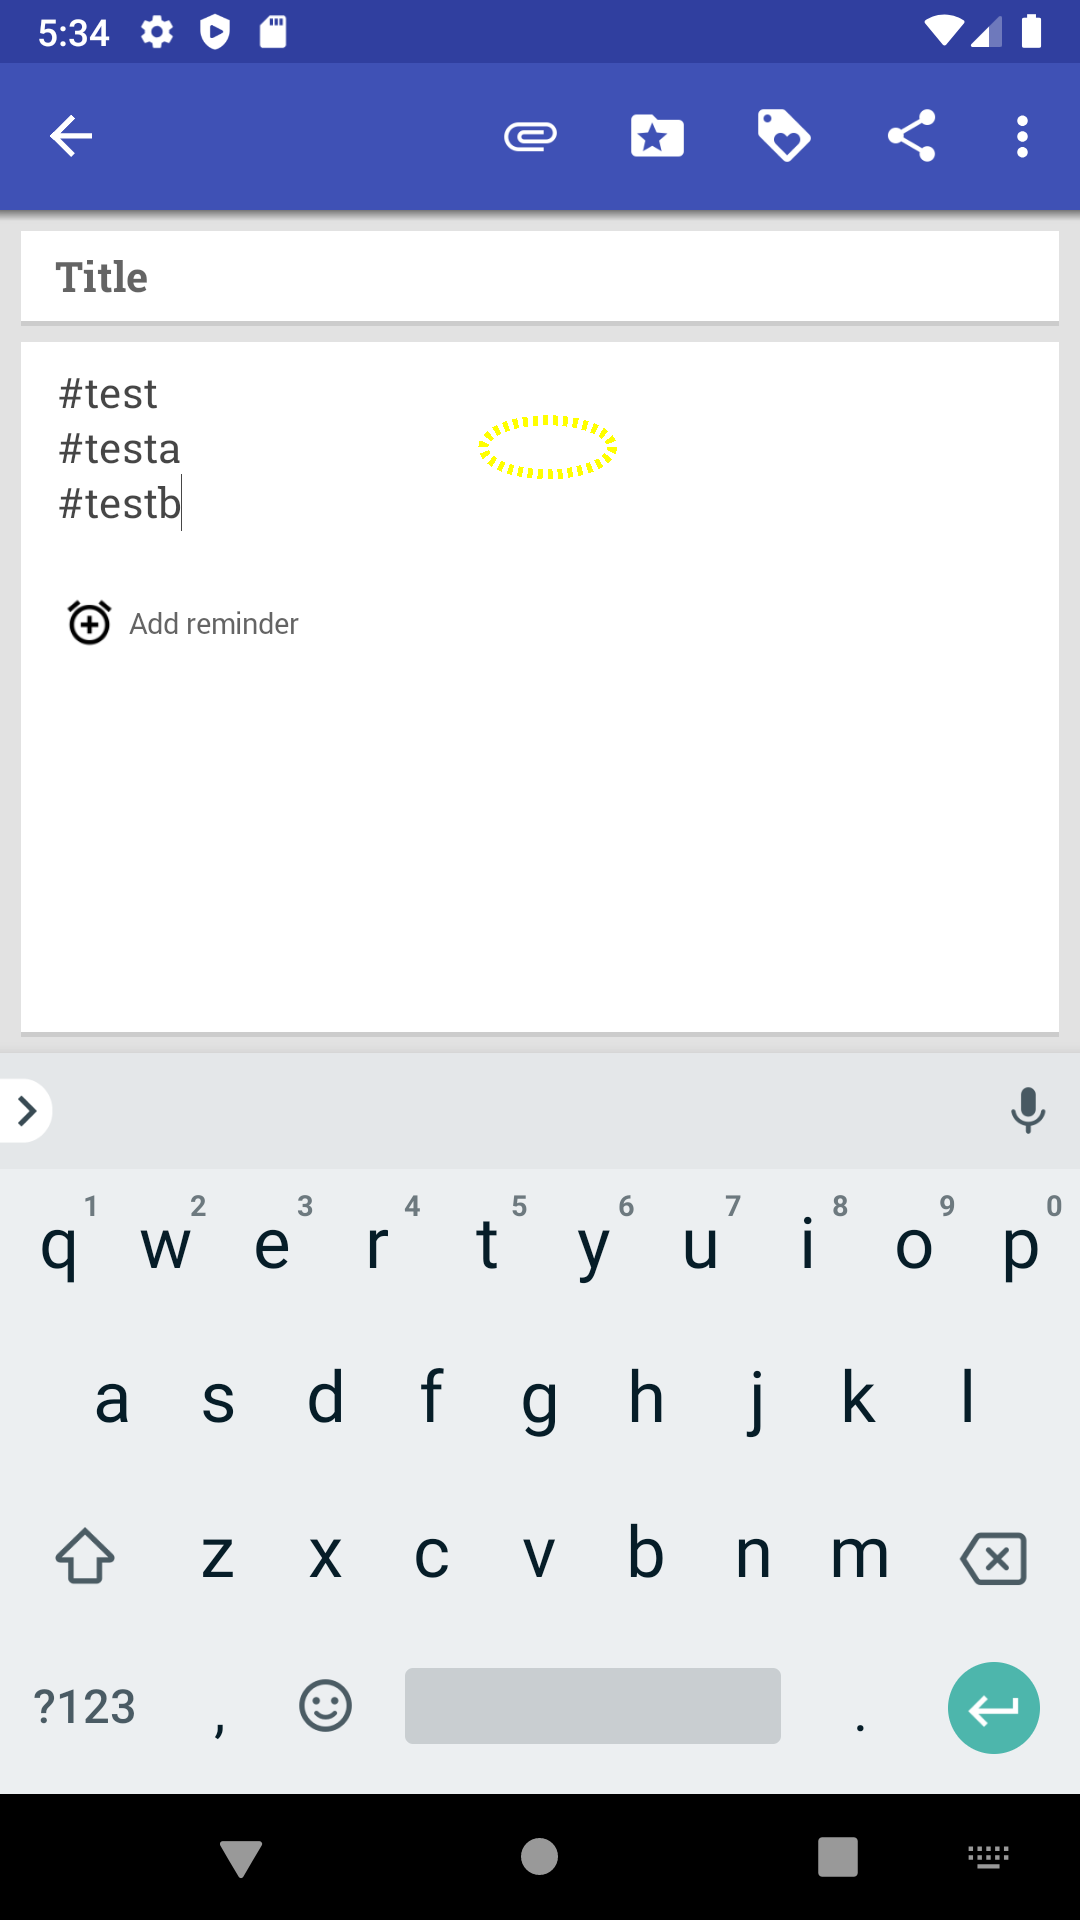 5:34
Title
#test
#testa
#testb
Add reminder
1 2 3 4 5 6 7 8 9 0
q w e r t y u i o p
a s d f g h j k l
z x c v b n m
?123 , .